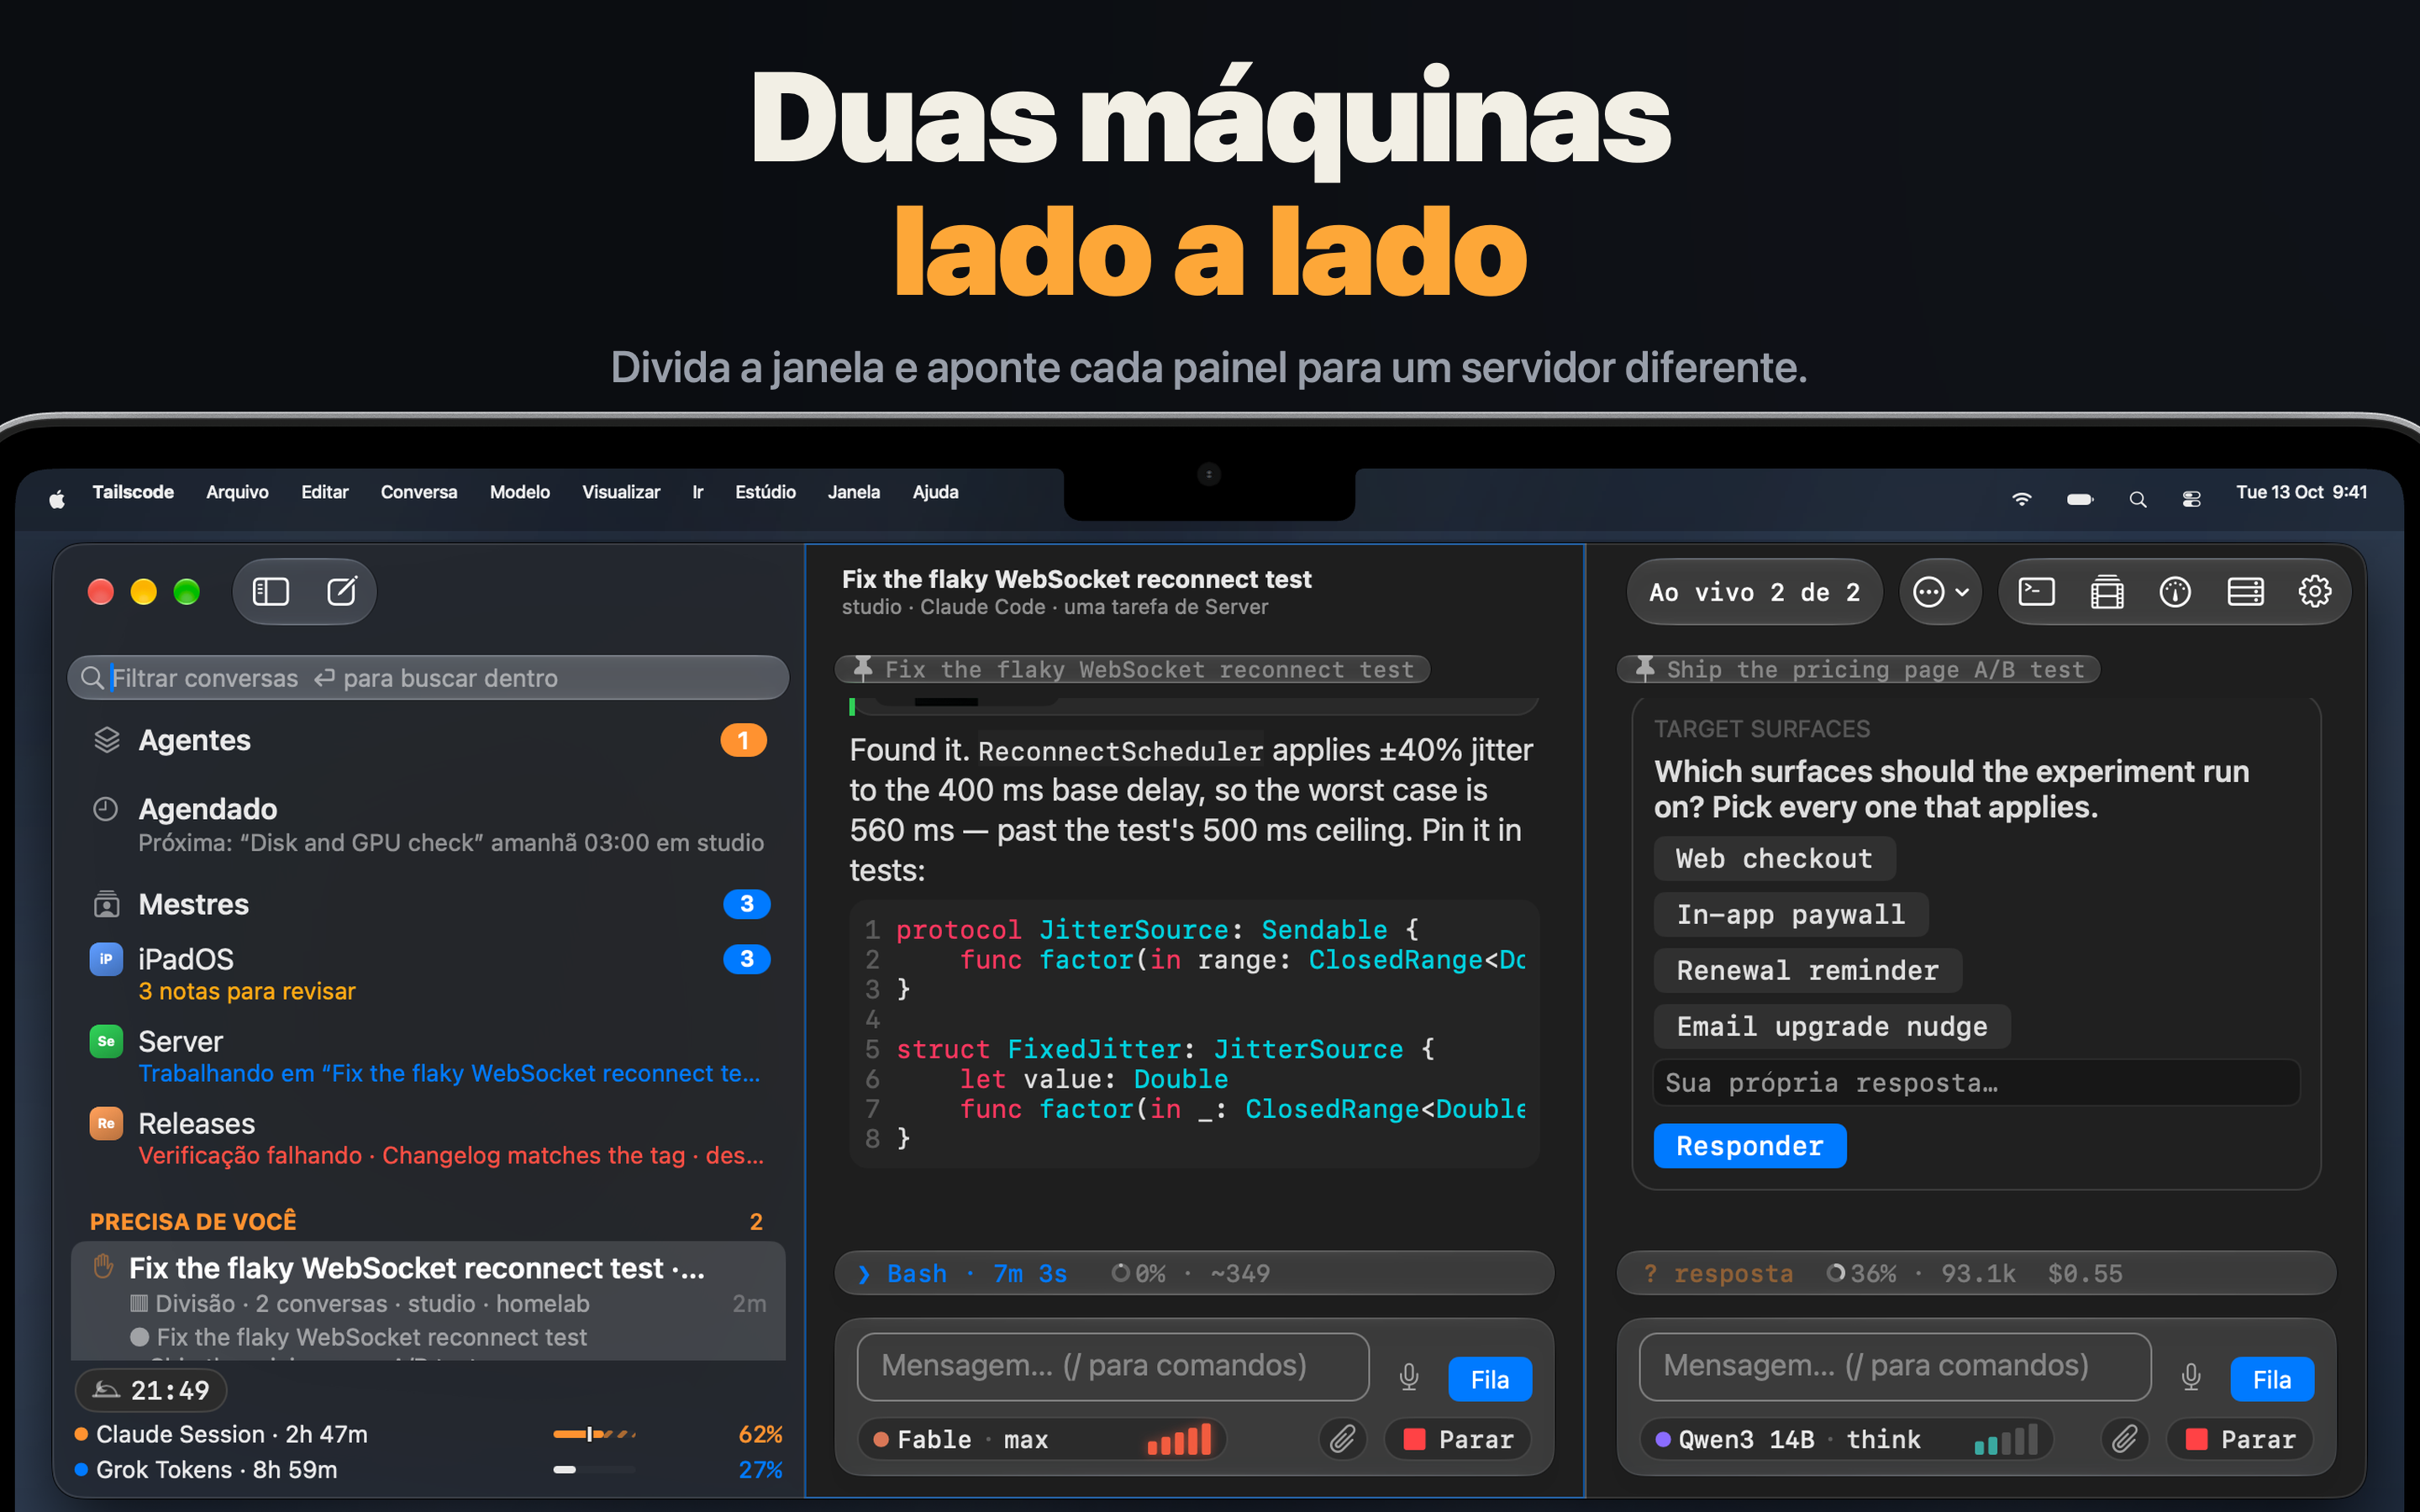 Duas máquinas
lado a lado
Divida a janela e aponte cada painel para um servidor diferente.
Tailscode Arquivo Editar Conversa Modelo Visualizar Ir Estúdio Janela Ajuda
Tue 13 Oct 9:41
Filtrar conversas ⏎ para buscar dentro
Agentes 1
Agendado
Próxima: “Disk and GPU check” amanhã 03:00 em studio
Mestres 3
iP iPadOS 3
3 notas para revisar
Se Server
Trabalhando em “Fix the flaky WebSocket reconnect te...
Re Releases
Verificação falhando · Changelog matches the tag · des...
PRECISA DE VOCÊ 2
Fix the flaky WebSocket reconnect test ·...
Divisão · 2 conversas · studio · homelab 2m
Fix the flaky WebSocket reconnect test
21:49
Claude Session · 2h 47m 62%
Grok Tokens · 8h 59m 27%
Fix the flaky WebSocket reconnect test
studio · Claude Code · uma tarefa de Server
Fix the flaky WebSocket reconnect test
Found it. ReconnectScheduler applies ±40% jitter
to the 400 ms base delay, so the worst case is
560 ms — past the test's 500 ms ceiling. Pin it in
tests:
1 protocol JitterSource: Sendable {
2 func factor(in range: ClosedRange<Do
3 }
4
5 struct FixedJitter: JitterSource {
6 let value: Double
7 func factor(in _: ClosedRange<Double
8 }
❯ Bash · 7m 3s 0% · ~349
Mensagem... (/ para comandos)
Fila
Fable · max
Parar
Ao vivo 2 de 2
Ship the pricing page A/B test
TARGET SURFACES
Which surfaces should the experiment run
on? Pick every one that applies.
Web checkout
In-app paywall
Renewal reminder
Email upgrade nudge
Sua própria resposta…
Responder
? resposta 36% · 93.1k $0.55
Mensagem... (/ para comandos)
Fila
Qwen3 14B · think
Parar